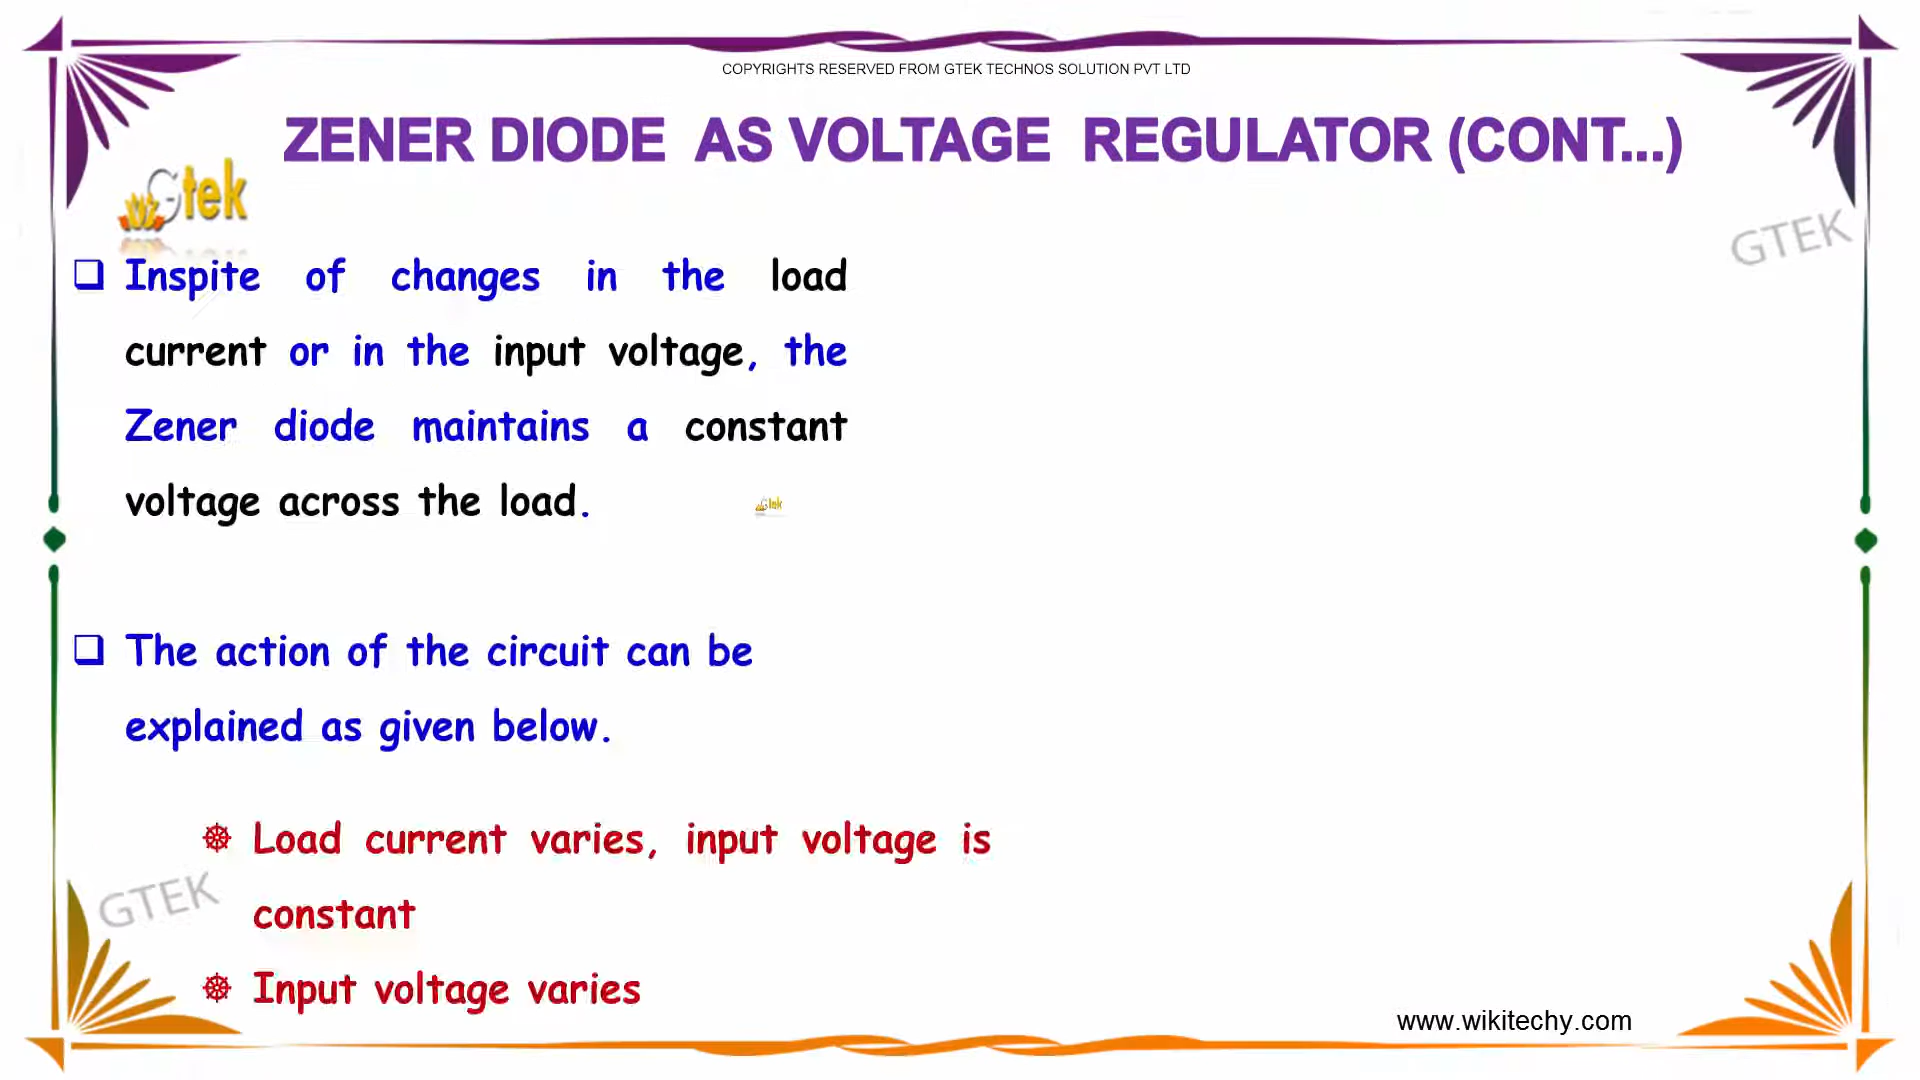 COPYRIGHTS RESERVED FROM GTEK TECHNOS SOLUTION PVT LTD
ZENER DIODE AS VOLTAGE REGULATOR (CONT...)
Gtek
GTEK
Inspite of changes in the load
current or in the input voltage, the
Zener diode maintains a constant
voltage across the load.
Gtek
The action of the circuit can be
explained as given below.
Load current varies, input voltage is
constant
GTEK
Input voltage varies
www.wikitechy.com